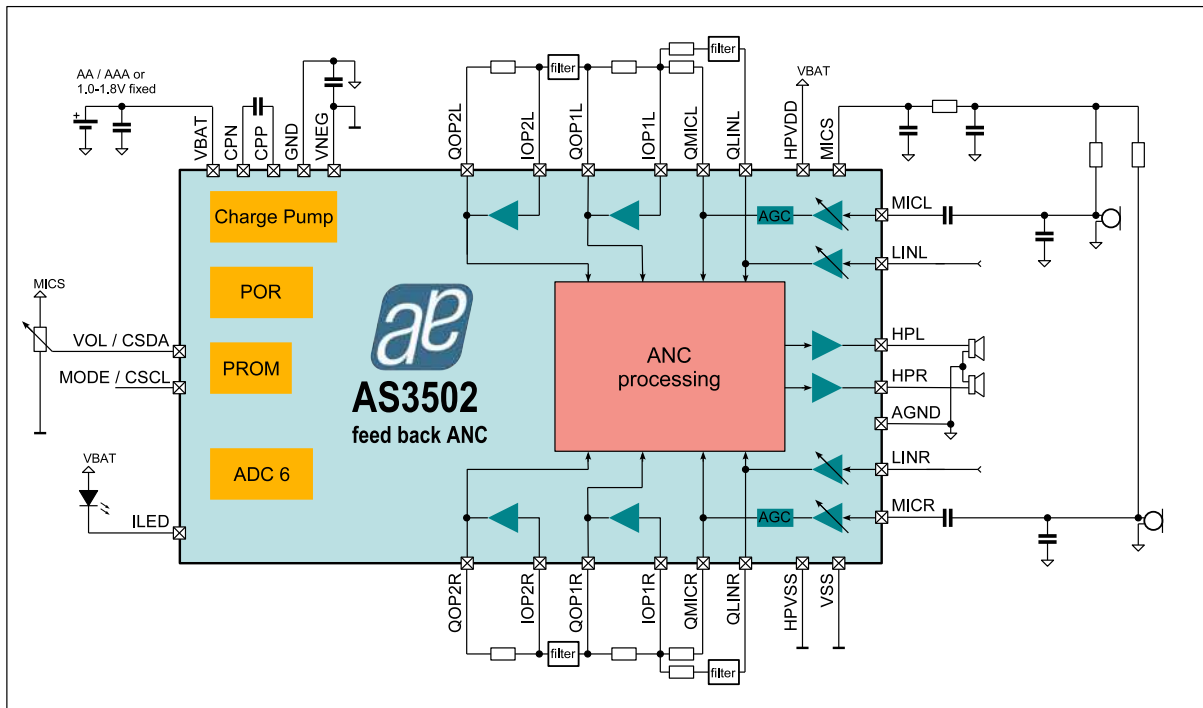 AA / AAA or
1.0-1.8V fixed
VBAT
CPN
CPP
GND
VNEG
QOP2L
IOP2L
QOP1L
IOP1L
QMICL
QLINL
HPVDD
MICS
filter
filter
VBAT
Charge Pump
POR
PROM
ADC 6
MICS
VOL / CSDA
MODE / CSCL
VBAT
ILED
ae
AS3502
feed back ANC
ANC
processing
AGC
AGC
MICL
LINL
HPL
HPR
AGND
LINR
MICR
QOP2R
IOP2R
QOP1R
IOP1R
QMICR
QLINR
HPVSS
VSS
filter
filter